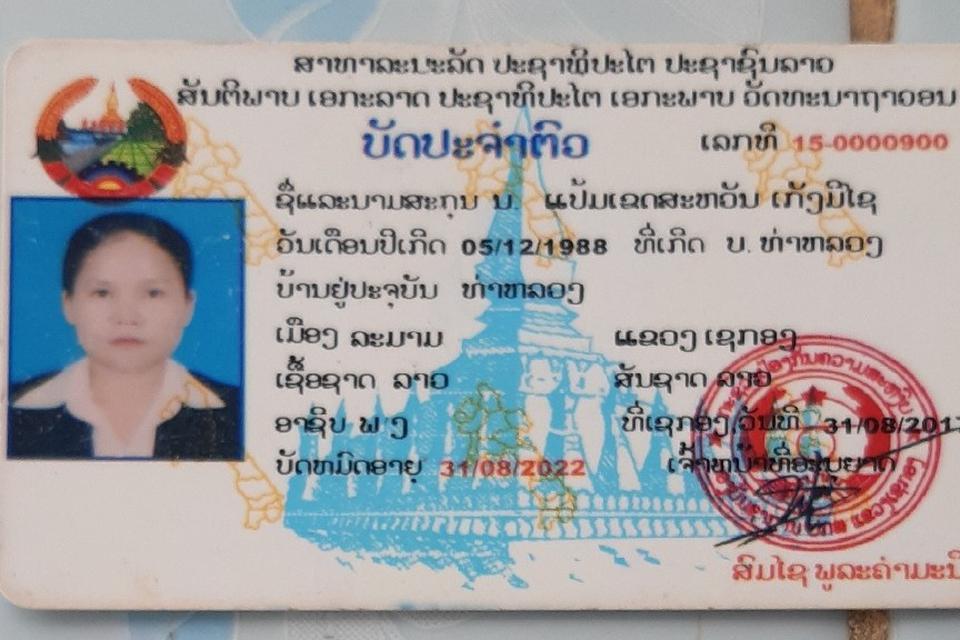 ສາທາລະນະລັດ ປະຊາທິປະໄຕ ປະຊາຊົນລາວ
ສັນຕິພາບ ເອກະລາດ ປະຊາທິປະໄຕ ເອກະພາບ ວັດທະນາຖາວອນ
ບັດປະຈຳຕົວ ເລກທີ 15-0000900
ຊື່ແລະນາມສະກຸນ ນ. ແປ້ມເຂດສະຫວັນ ເກັ່ງມີໄຊ
ວັນເດືອນປີເກີດ 05/12/1988 ທີ່ເກີດ ບ. ທ່າຫລວງ
ບ້ານຢູ່ປະຈຸບັນ ທ່າຫລວງ
ເມືອງ ລະມາມ ແຂວງ ເຊກອງ
ເຊື້ອຊາດ ລາວ ສັນຊາດ ລາວ
ອາຊີບ ພ/ງ ທີ່ເຊກອງ,ວັນທີ 31/08/2017
ບັດຫມົດອາຍຸ 31/08/2022 ເຈົ້າຫນ້າທີ່ອະນຸຍາດ
ສົມໄຊ